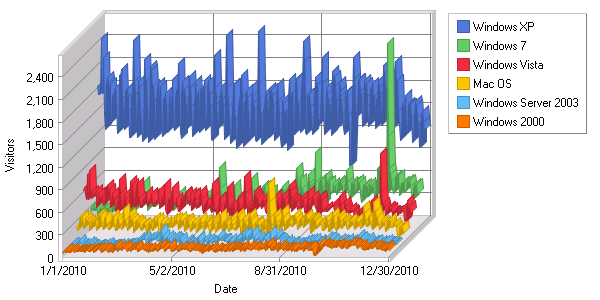 Windows XP
Windows 7
Windows Vista
Mac OS
Windows Server 2003
Windows 2000
Visitors
2,400
2,100
1,800
1,500
1,200
900
600
300
0
1/1/2010
5/2/2010
8/31/2010
12/30/2010
Date